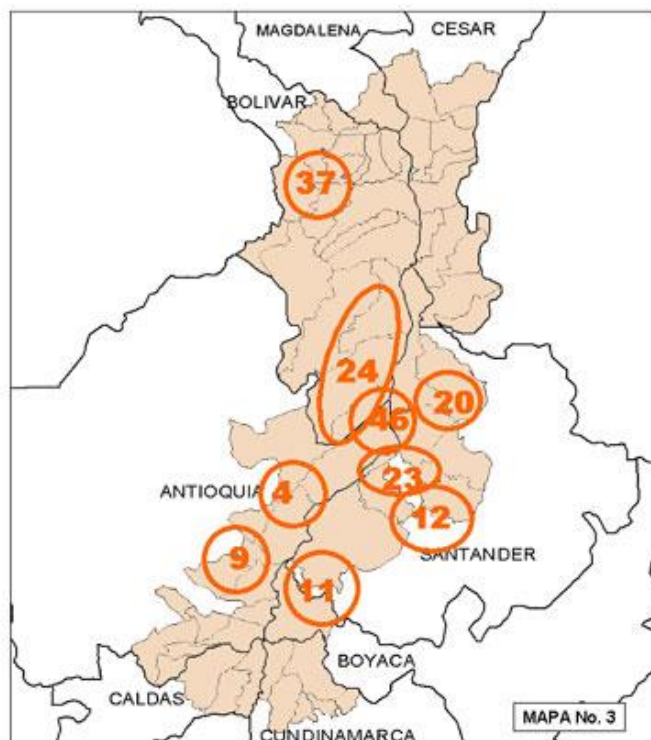 MAGDALENA
CESAR
BOLIVAR
37
24
20
46
23
ANTIOQUIA
4
12
9
SANTANDER
11
BOYACA
CALDAS
MAPA No. 3
CUNDINAMARCA